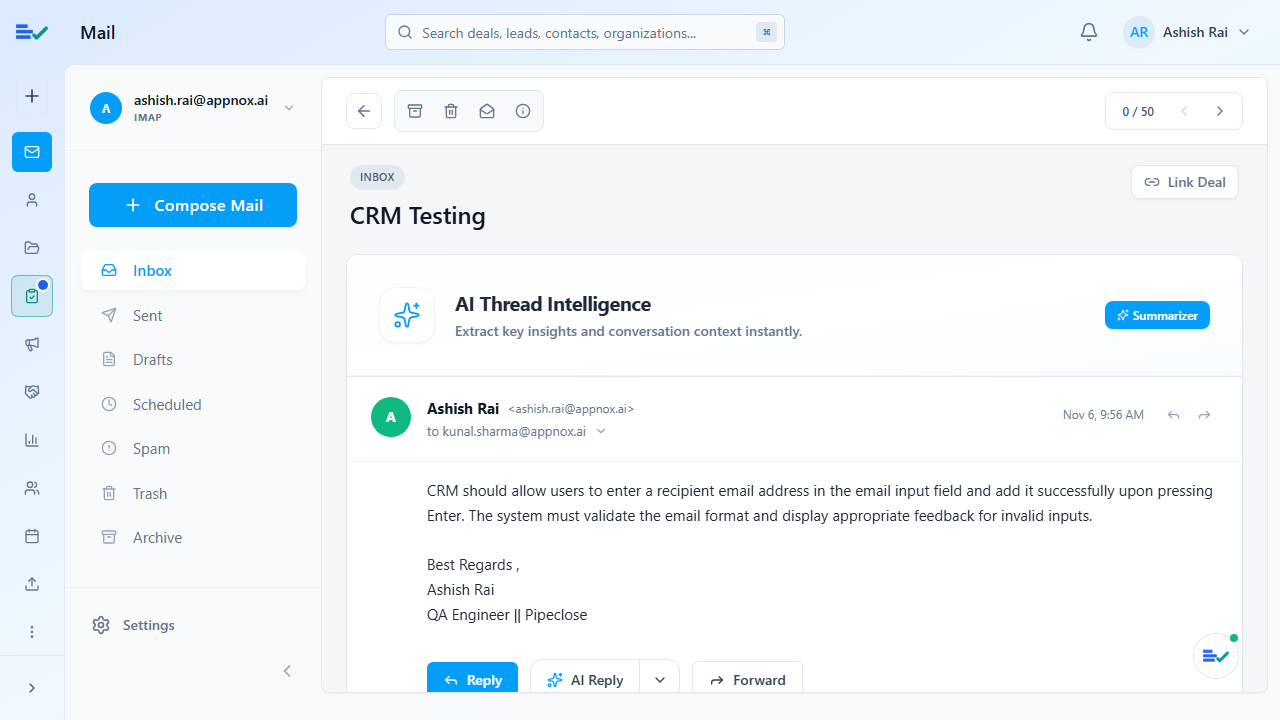 Mail
Search deals, leads, contacts, organizations...
⌘
AR
Ashish Rai
A
ashish.rai@appnox.ai
IMAP
Compose Mail
Inbox
Sent
Drafts
Scheduled
Spam
Trash
Archive
Settings
0 / 50
INBOX
Link Deal
CRM Testing
AI Thread Intelligence
Extract key insights and conversation context instantly.
Summarizer
A
Ashish Rai <ashish.rai@appnox.ai>
Nov 6, 9:56 AM
to kunal.sharma@appnox.ai
CRM should allow users to enter a recipient email address in the email input field and add it successfully upon pressing
Enter. The system must validate the email format and display appropriate feedback for invalid inputs.
Best Regards ,
Ashish Rai
QA Engineer || Pipeclose
Reply
AI Reply
Forward